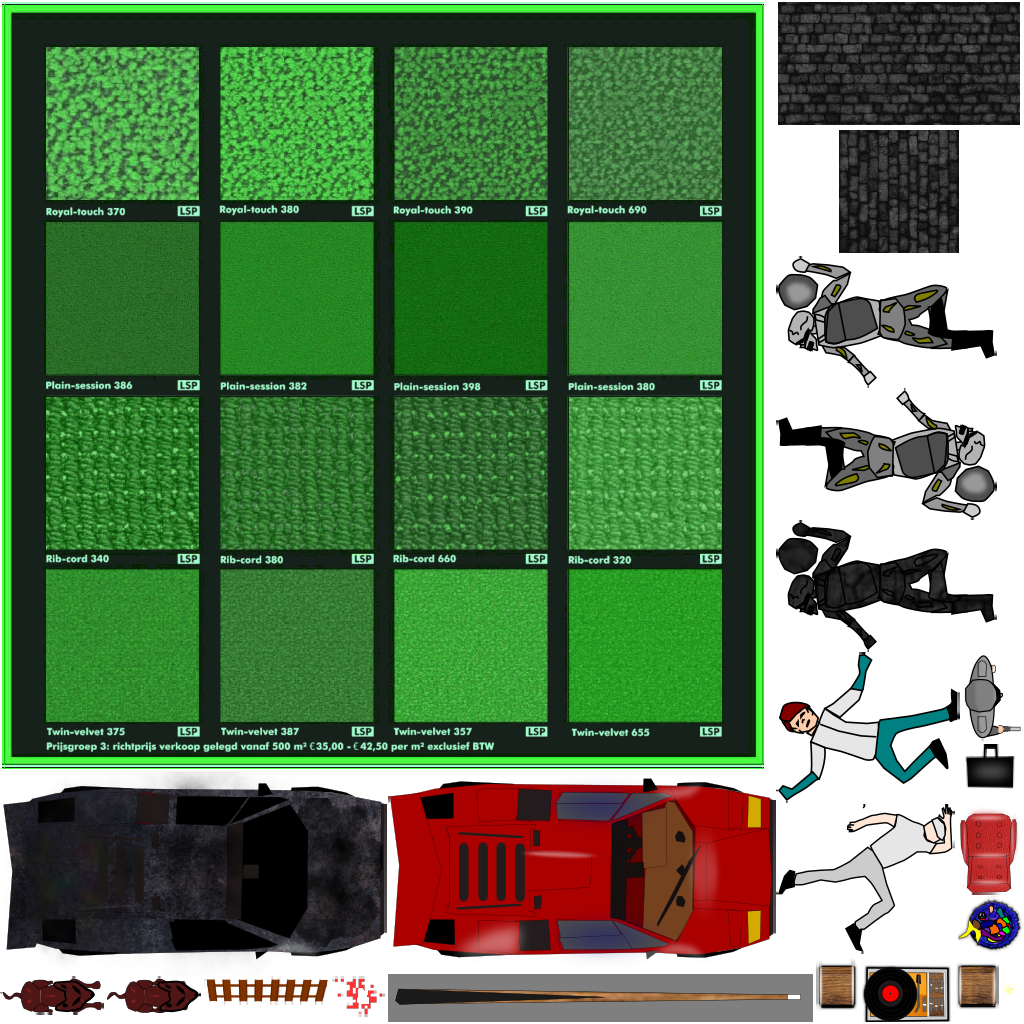 Royal-touch 370 LSP Royal-touch 380 LSP Royal-touch 390 LSP Royal-touch 690 LSP
Plain-session 386 LSP Plain-session 382 LSP Plain-session 398 LSP Plain-session 380 LSP
Rib-cord 340 LSP Rib-cord 380 LSP Rib-cord 660 LSP Rib-cord 320 LSP
Twin-velvet 375 LSP Twin-velvet 387 LSP Twin-velvet 357 LSP Twin-velvet 655 LSP
Prijsgroep 3: richtprijs verkoop gelegd vanaf 500 m² €35,00 - €42,50 per m² exclusief BTW